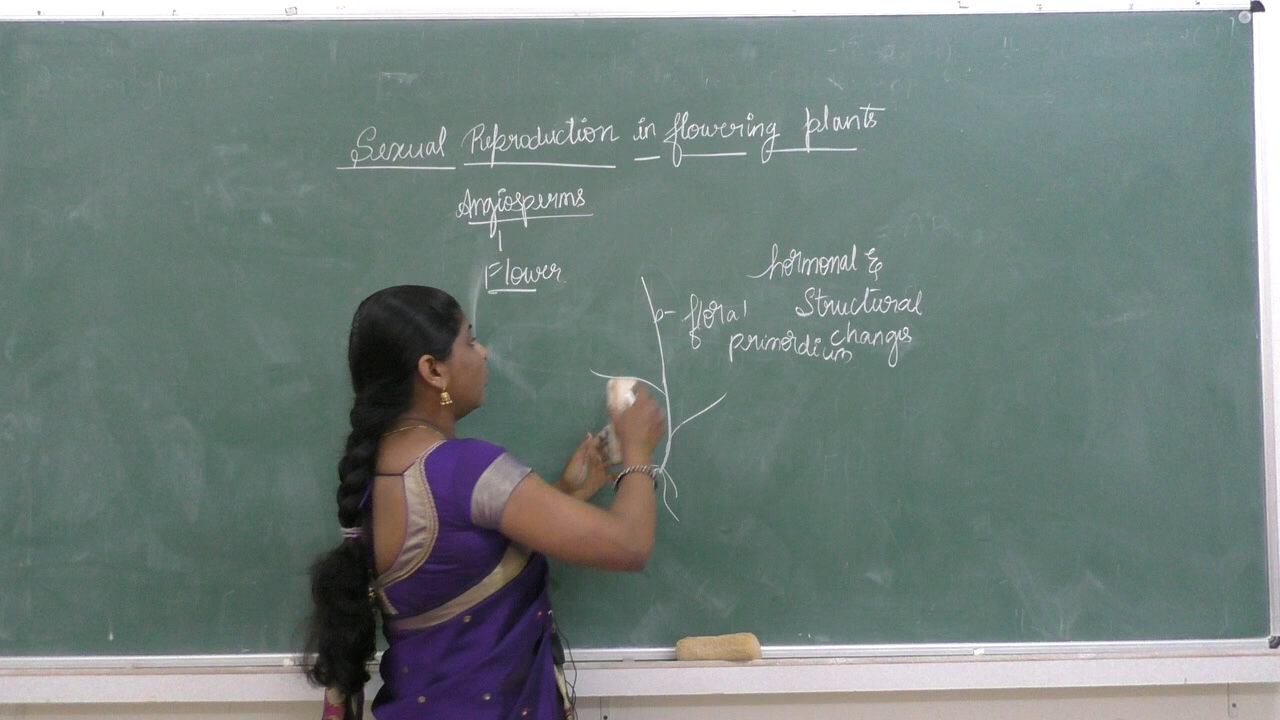 Sexual Reproduction in flowering plants
Angiosperms
Flower
hormonal &
Structural
changes
floral
primordium